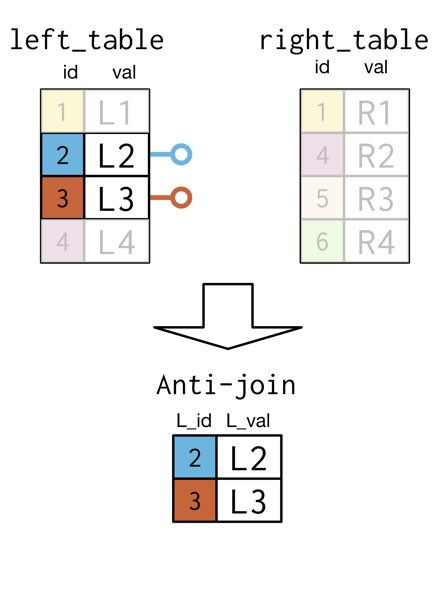 left_table right_table
id val id val
1 L1 1 R1
2 L2 4 R2
3 L3 5 R3
4 L4 6 R4
Anti-join
L_id L_val
2 L2
3 L3